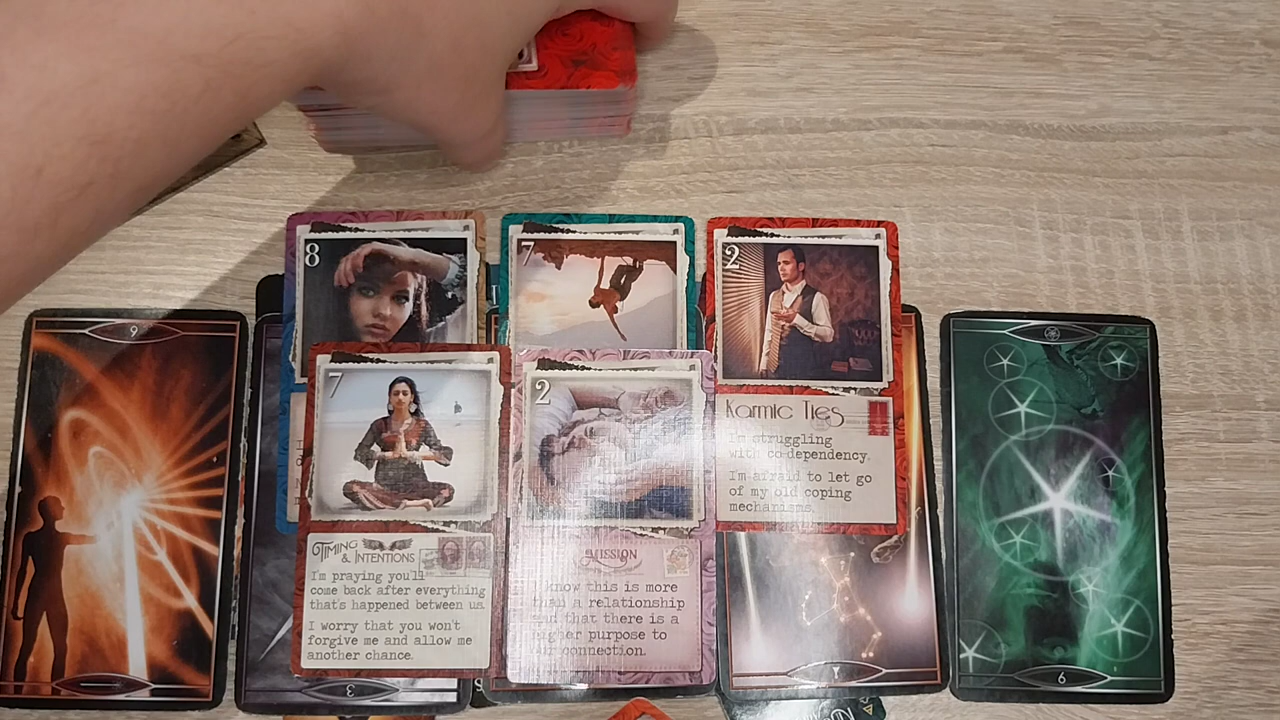 8
7
2
9
7
2
Karmic Ties
I'm struggling
with co-dependency.
I'm afraid to let go
of my old coping
mechanisms.
TIMING
& INTENTIONS
I'm praying you'll
come back after everything
that's happened between us.
I worry that you won't
forgive me and allow me
another chance.
MISSION
I know this is more
than a relationship
and that there is a
higher purpose to
our connection.
3
6